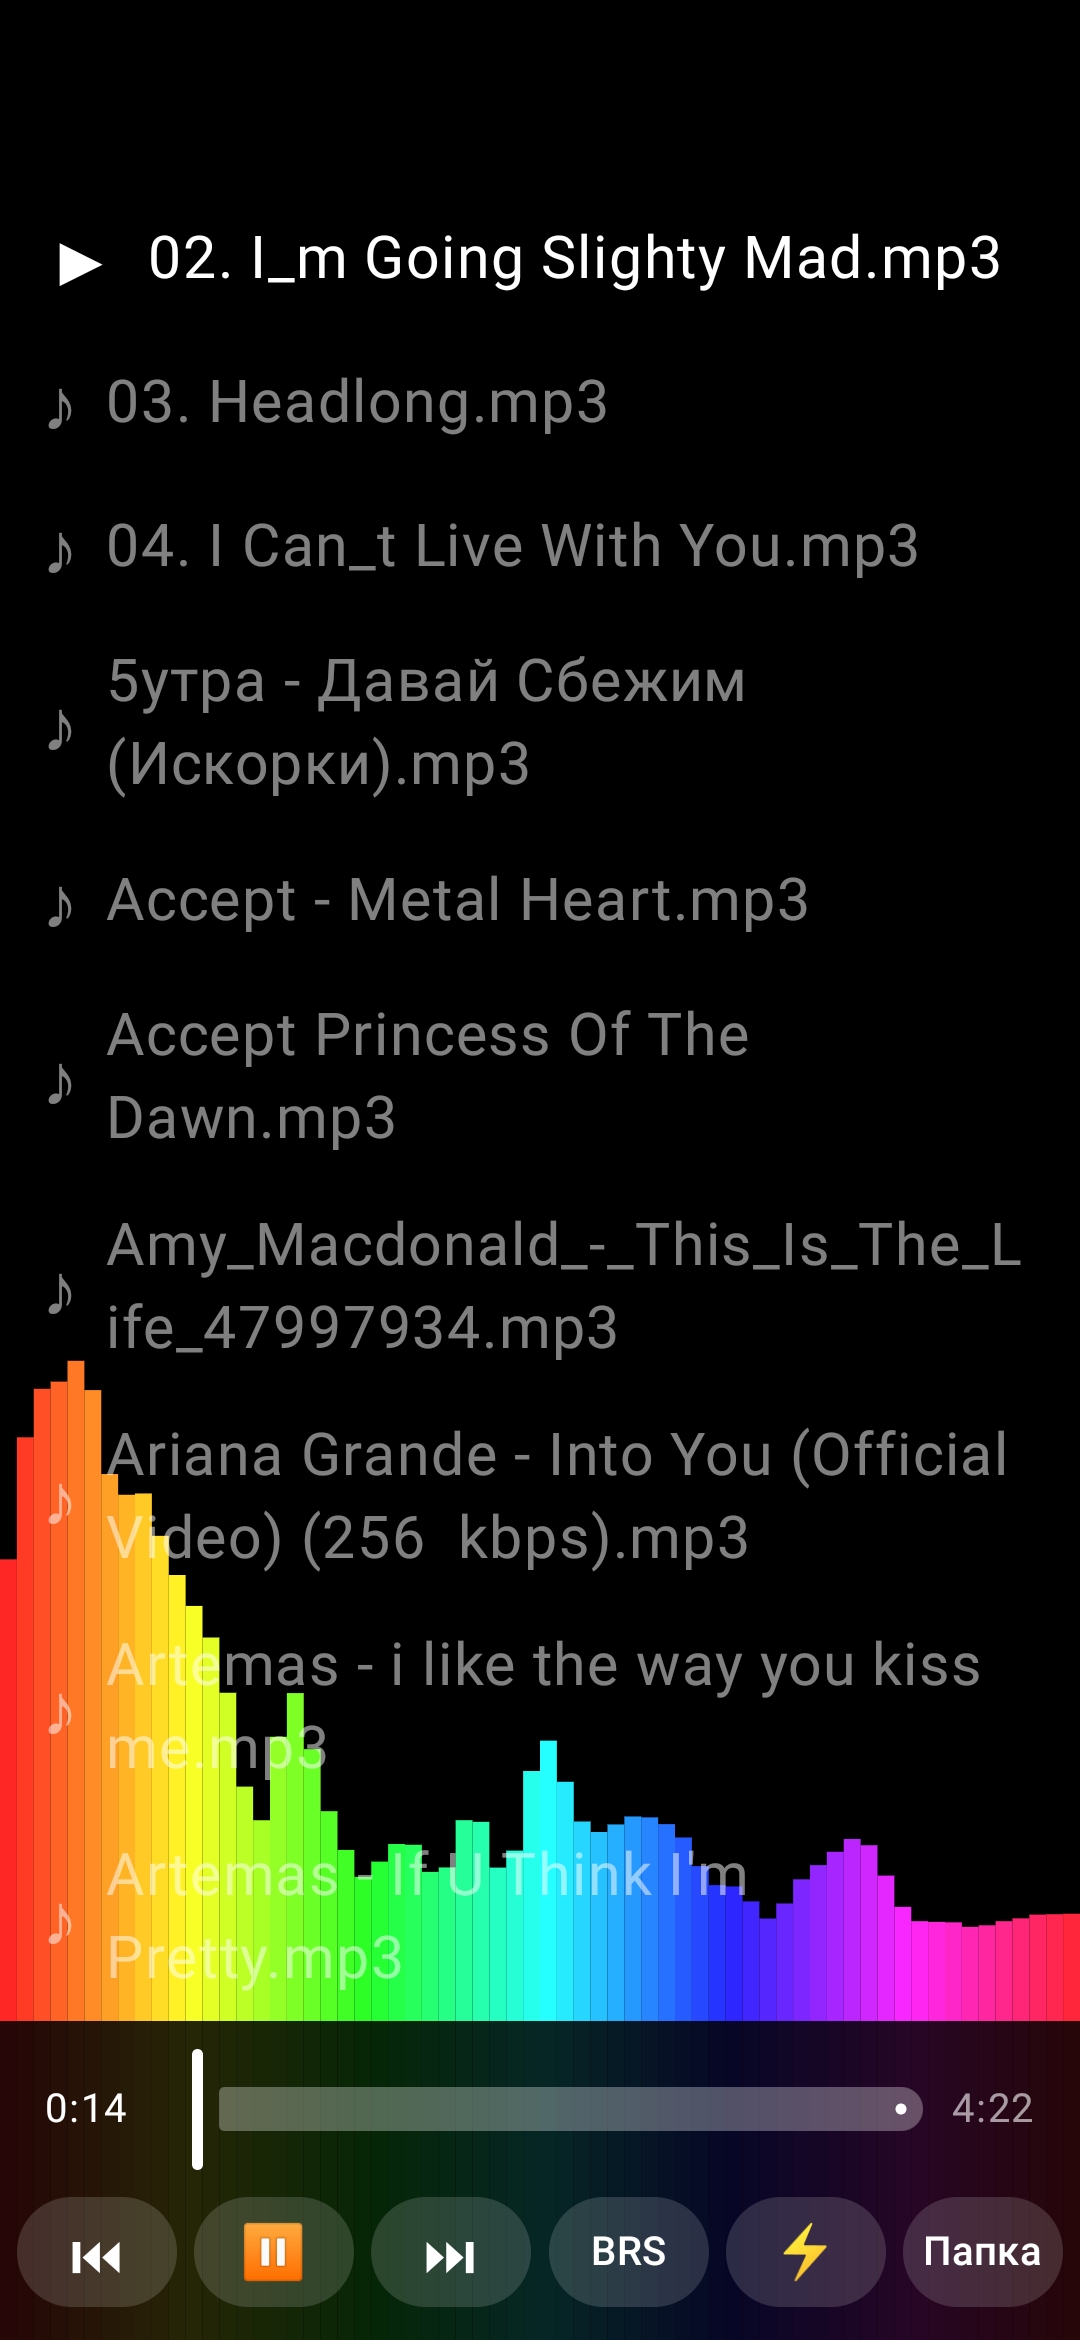 02. I_m Going Slighty Mad.mp3
03. Headlong.mp3
04. I Can_t Live With You.mp3
5утра - Давай Сбежим
(Искорки).mp3
Accept - Metal Heart.mp3
Accept Princess Of The
Dawn.mp3
Amy_Macdonald_-_This_Is_The_L
ife_47997934.mp3
Ariana Grande - Into You (Official
Video) (256  kbps).mp3
Artemas - i like the way you kiss
me.mp3
Artemas - If U Think I'm
Pretty.mp3
0:14 4:22
BRS Папка